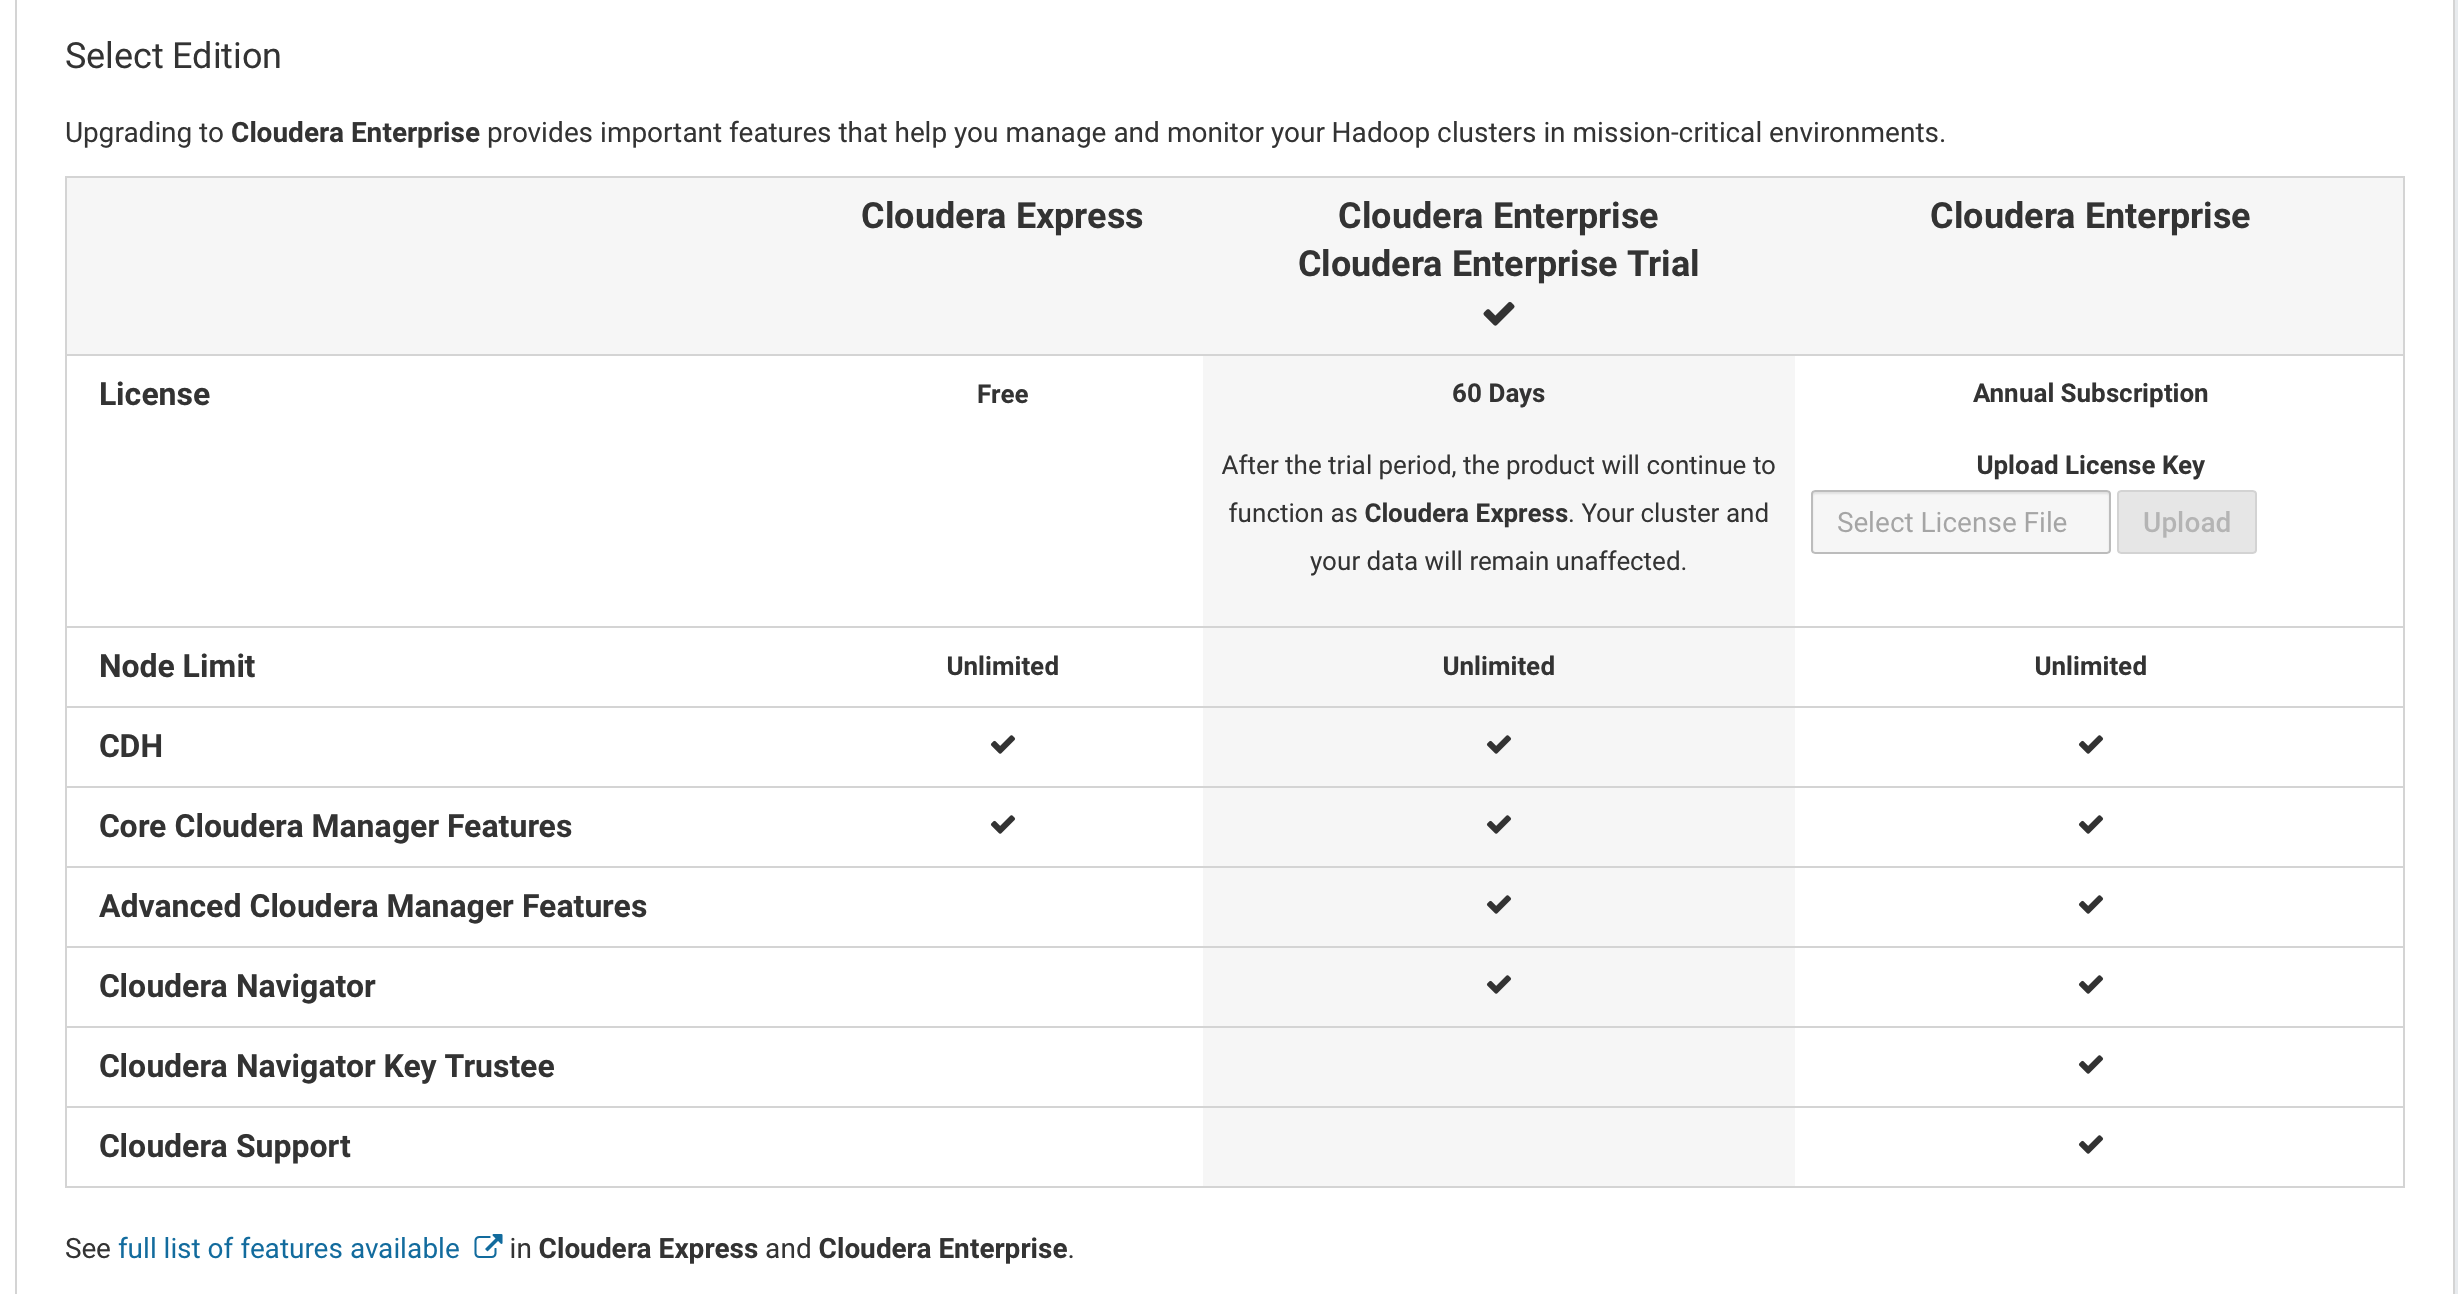 Select Edition
Upgrading to Cloudera Enterprise provides important features that help you manage and monitor your Hadoop clusters in mission-critical environments.
Cloudera Express
Cloudera Enterprise
Cloudera Enterprise Trial
Cloudera Enterprise
License
Free
60 Days
After the trial period, the product will continue to
function as Cloudera Express. Your cluster and
your data will remain unaffected.
Annual Subscription
Upload License Key
Select License File Upload
Node Limit Unlimited Unlimited Unlimited
CDH
Core Cloudera Manager Features
Advanced Cloudera Manager Features
Cloudera Navigator
Cloudera Navigator Key Trustee
Cloudera Support
See full list of features available in Cloudera Express and Cloudera Enterprise.